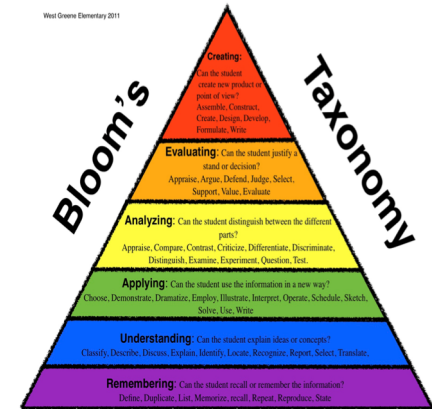 West Greene Elementary 2011
Bloom's
Taxonomy
Creating:
Can the student
create new product or
point of view?
Assemble, Construct,
Create, Design, Develop,
Formulate, Write
Evaluating: Can the student justify a
stand or decision?
Appraise, Argue, Defend, Judge, Select,
Support, Value, Evaluate
Analyzing: Can the student distinguish between the different
parts?
Appraise, Compare, Contrast, Criticize, Differentiate, Discriminate,
Distinguish, Examine, Experiment, Question, Test.
Applying: Can the student use the information in a new way?
Choose, Demonstrate, Dramatize, Employ, Illustrate, Interpret, Operate, Schedule, Sketch,
Solve, Use, Write
Understanding: Can the student explain ideas or concepts?
Classify, Describe, Discuss, Explain, Identify, Locate, Recognize, Report, Select, Translate,
Remembering: Can the student recall or remember the information?
Define, Duplicate, List, Memorize, recall, Repeat, Reproduce, State